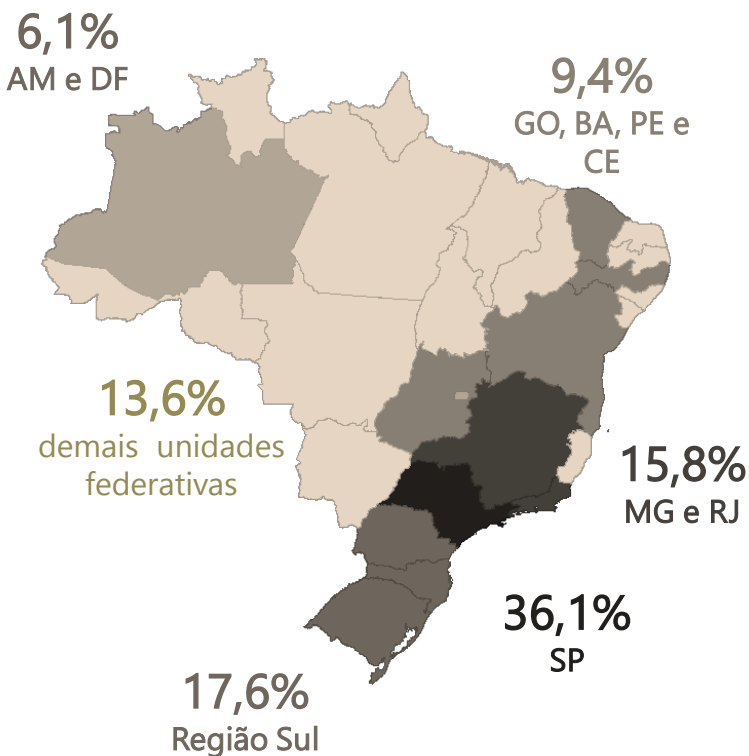 6,1%
AM e DF
9,4%
GO, BA, PE e
CE
13,6%
demais unidades
federativas
15,8%
MG e RJ
36,1%
SP
17,6%
Região Sul